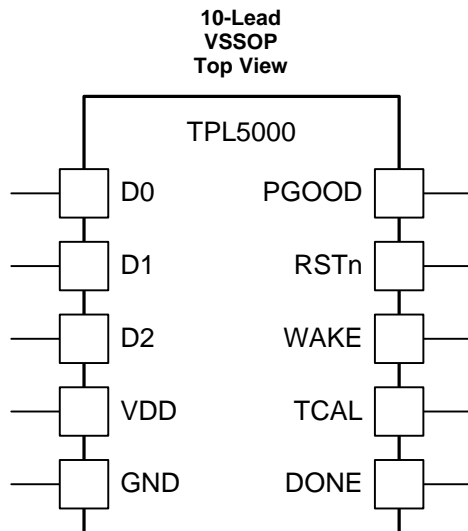 10-Lead
VSSOP
Top View
TPL5000
D0 PGOOD
D1 RSTn
D2 WAKE
VDD TCAL
GND DONE